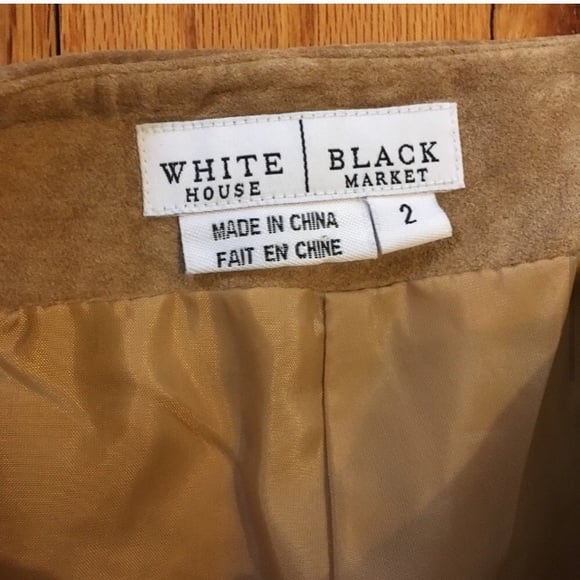 WHITE HOUSE
BLACK MARKET
MADE IN CHINA
FAIT EN CHINE
2